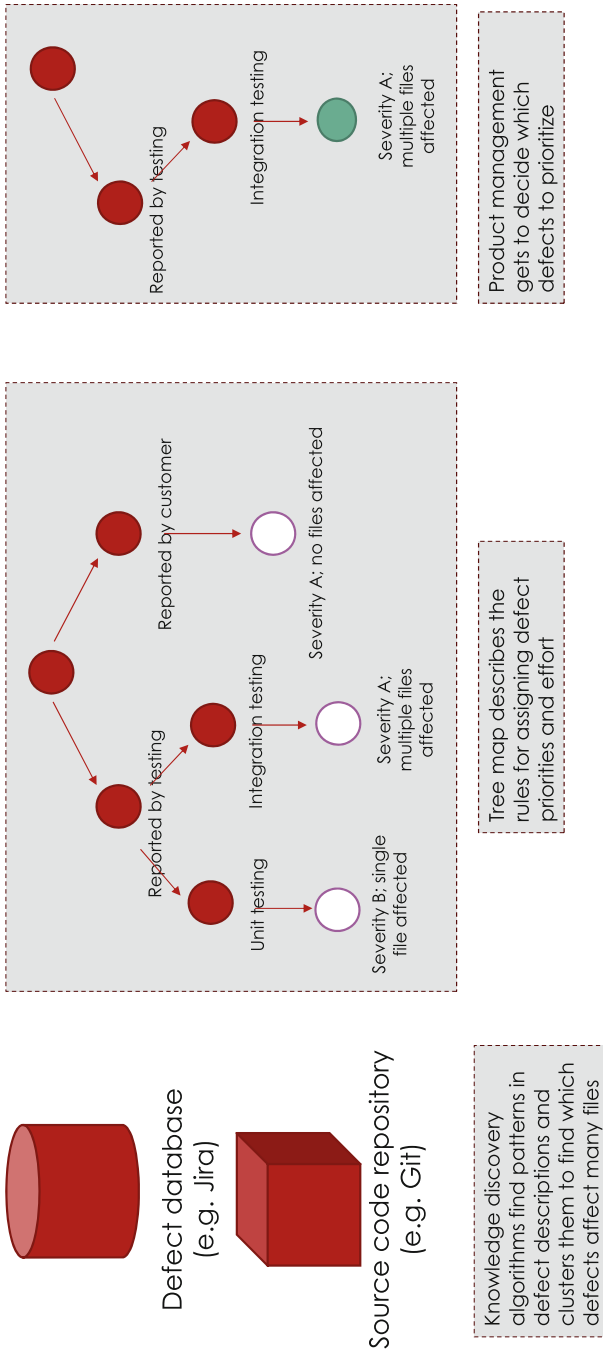 Defect database
(e.g. Jira)
Source code repository
(e.g. Git)
Knowledge discovery
algorithms find patterns in
defect descriptions and
clusters them to find which
defects affect many files
Reported by testing
Reported by customer
Unit testing
Integration testing
Severity B; single
file affected
Severity A;
multiple files
affected
Severity A; no files affected
Tree map describes the
rules for assigning defect
priorities and effort
Reported by testing
Integration testing
Severity A;
multiple files
affected
Product management
gets to decide which
defects to prioritize